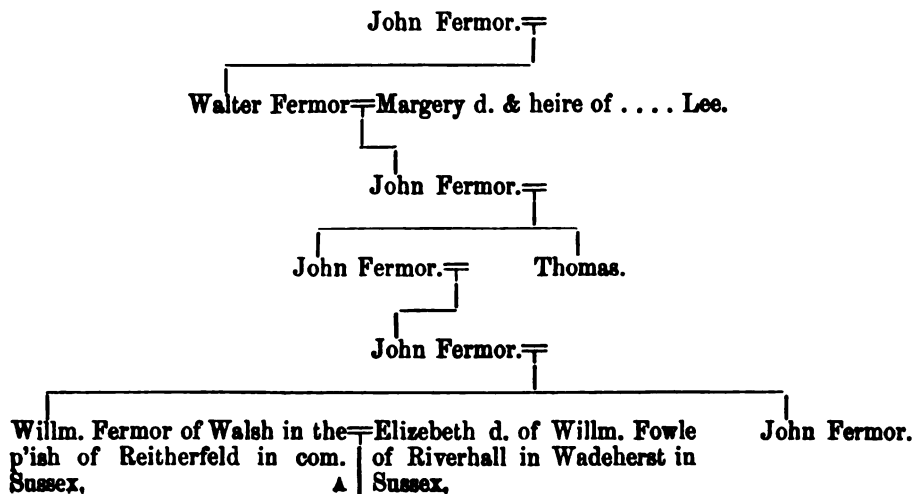 John Fermor.
Walter Fermor Margery d. & heire of .... Lee.
John Fermor.
John Fermor. Thomas.
John Fermor.
Willm. Fermor of Walsh in the p'ish of Reitherfeld in com. Sussex, A
Elizebeth d. of Willm. Fowle of Riverhall in Wadeherst in Sussex,
John Fermor.